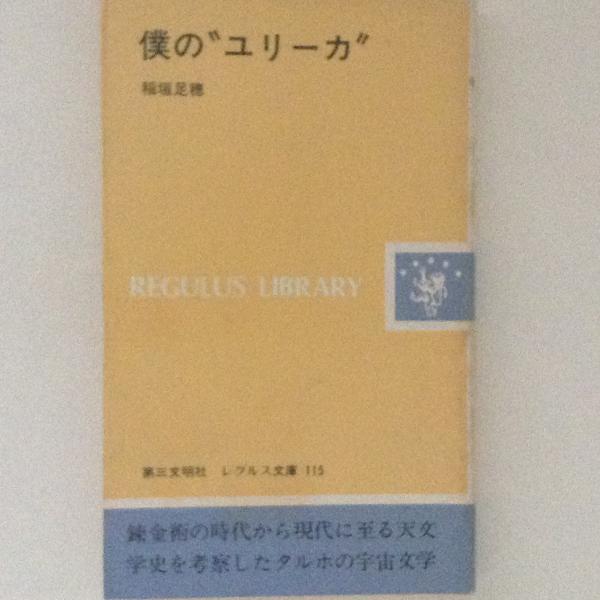 僕の〝ユリーカ〟
稲垣足穂
REGULUS LIBRARY
第三文明社 レグルス文庫 115
錬金術の時代から現代に至る天文
学史を考察したタルホの宇宙文学